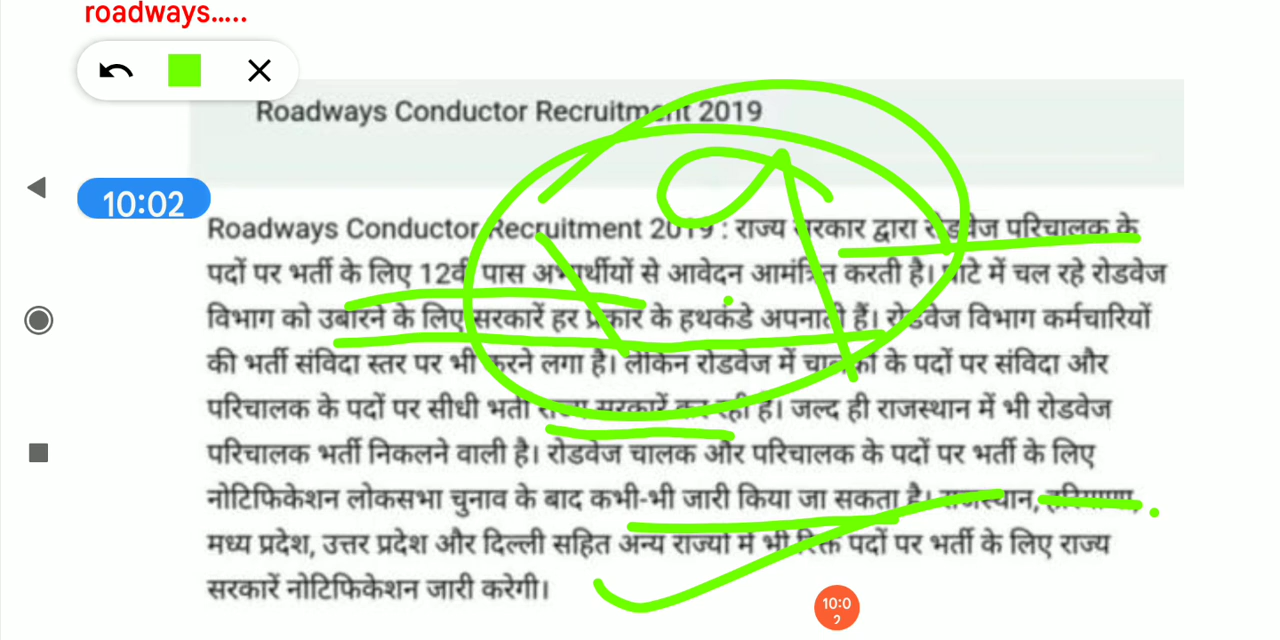 roadways.....
Roadways Conductor Recruitment 2019
10:02
Roadways Conductor Recruitment 2019 : राज्य सरकार द्वारा रोडवेज परिचालक के
पदों पर भर्ती के लिए 12वी पास अभ्यर्थीयों से आवेदन आमंत्रित करती है। घाटे में चल रहे रोडवेज
विभाग को उबारने के लिए सरकारें हर प्रकार के हथकंडे अपनाती हैं। रोडवेज विभाग कर्मचारियों
की भर्ती संविदा स्तर पर भी करने लगा है। लेकिन रोडवेज में चालकों के पदों पर संविदा और
परिचालक के पदों पर सीधी भर्ती राज्य सरकारें कर रही है। जल्द ही राजस्थान में भी रोडवेज
परिचालक भर्ती निकलने वाली है। रोडवेज चालक और परिचालक के पदों पर भर्ती के लिए
नोटिफिकेशन लोकसभा चुनाव के बाद कभी-भी जारी किया जा सकता है। राजस्थान, हरियाणा,
मध्य प्रदेश, उत्तर प्रदेश और दिल्ली सहित अन्य राज्यों में भी रिक्त पदों पर भर्ती के लिए राज्य
सरकारें नोटिफिकेशन जारी करेगी।
10:02